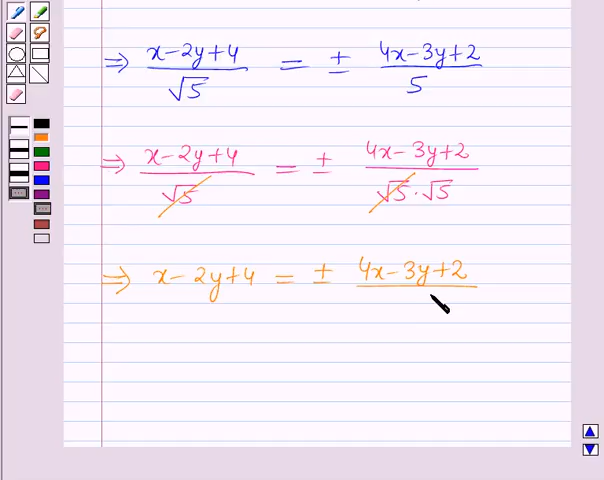 ⇒ x-2y+4/√5 = ± 4x-3y+2/5
⇒ x-2y+4/√5 = ± 4x-3y+2/√5·√5
⇒ x-2y+4 = ± 4x-3y+2